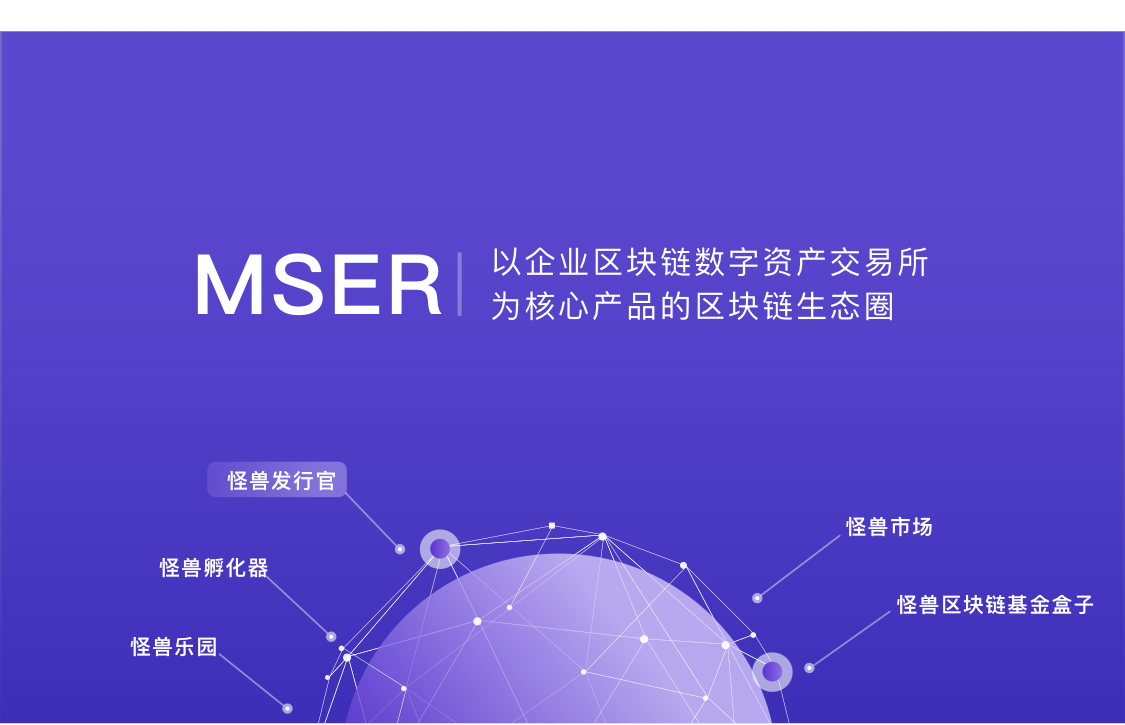 MSER
以企业区块链数字资产交易所
为核心产品的区块链生态圈
怪兽发行官
怪兽市场
怪兽孵化器
怪兽区块链基金盒子
怪兽乐园